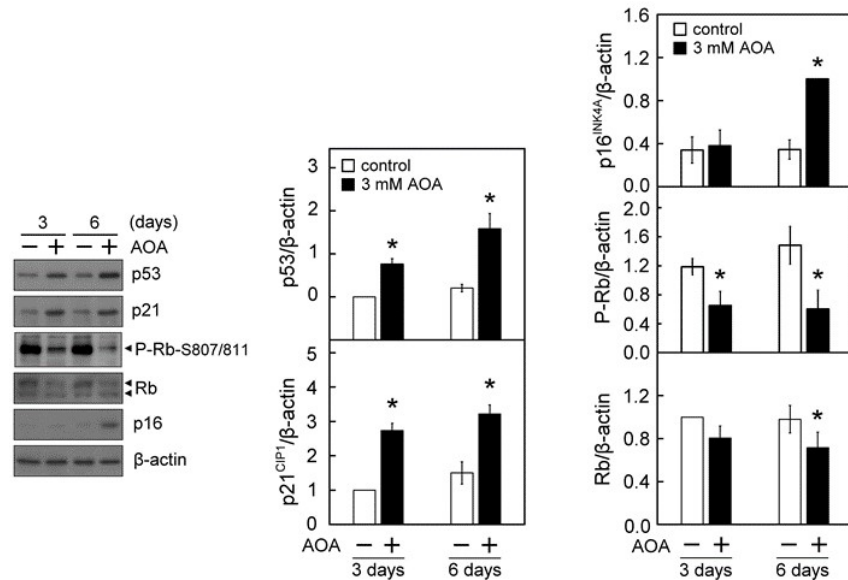 3 6 (days)
− + − + AOA
p53
p21
◄P-Rb-S807/811
Rb
p16
β-actin
control
3 mM AOA
p53/β-actin
3
2
1
0
* *
p21CIP1/β-actin
5
4
3
2
1
0
* *
AOA − + − +
3 days 6 days
control
3 mM AOA
p16INK4A/β-actin
1.6
1.2
0.8
0.4
0.0
*
P-Rb/β-actin
2.0
1.6
1.2
0.8
0.4
0.0
* *
Rb/β-actin
1.2
0.8
0.4
0.0
*
AOA − + − +
3 days 6 days